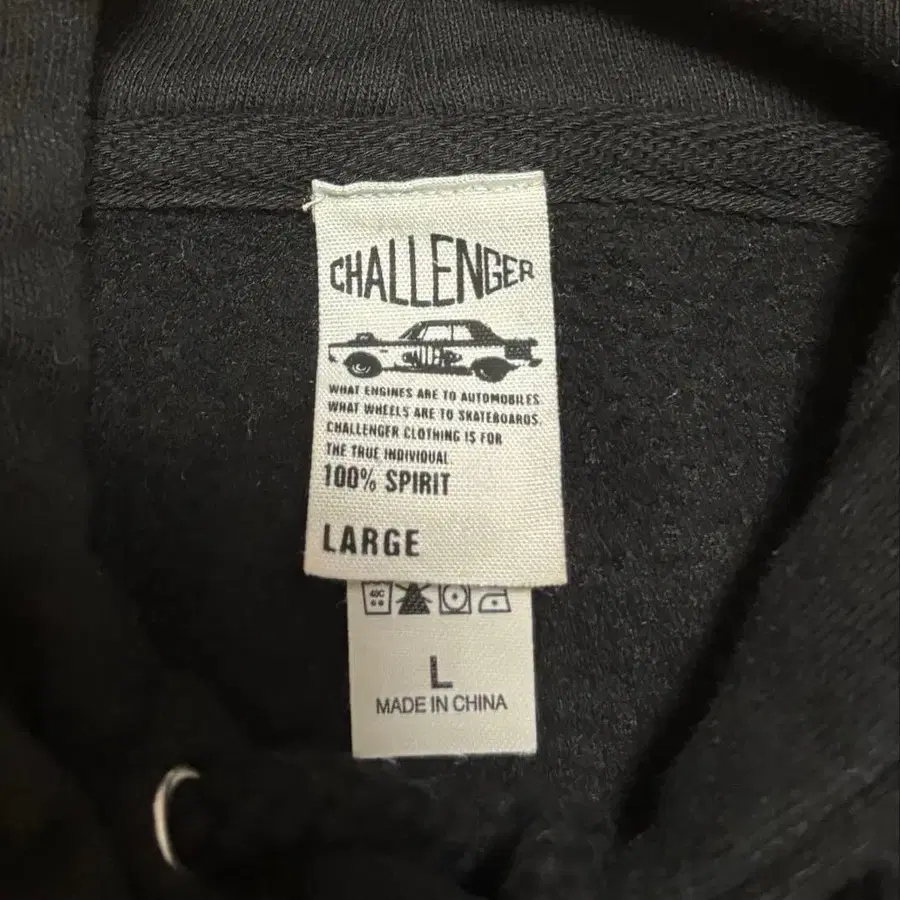 CHALLENGER
WHAT ENGINES ARE TO AUTOMOBILES
WHAT WHEELS ARE TO SKATEBOARDS.
CHALLENGER CLOTHING IS FOR
THE TRUE INDIVIDUAL
100% SPIRIT
LARGE
40C
L
MADE IN CHINA